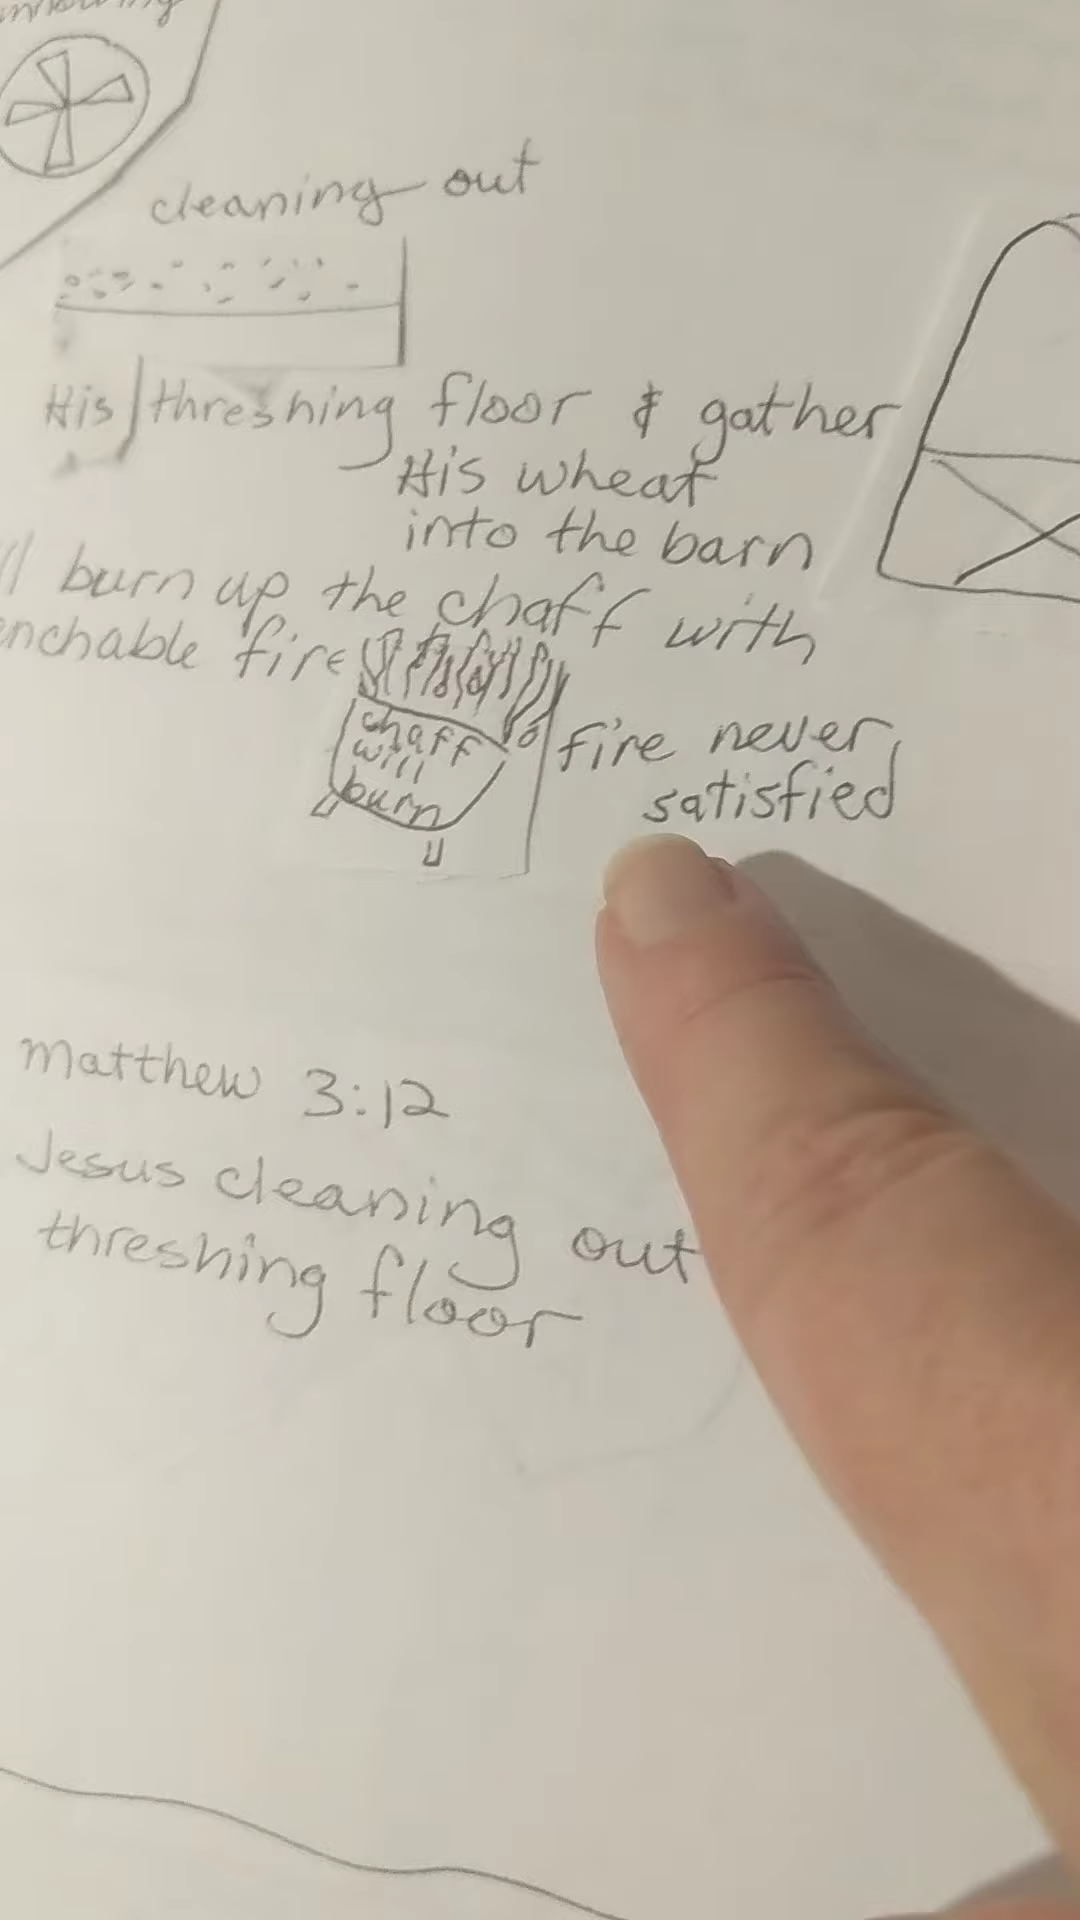 cleaning out
His threshing floor & gather
His wheat
into the barn
burn up the chaff with
fire
chaff
will
burn
fire never
satisfied
Matthew 3:12
Jesus cleaning out
threshing floor